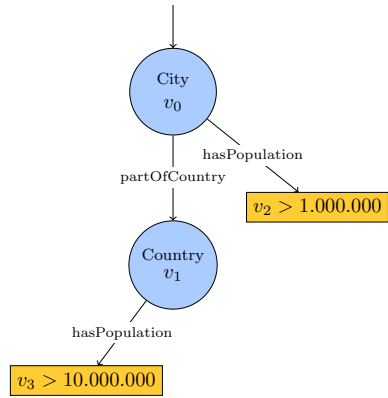 City
v0
hasPopulation
partOfCountry
v2 > 1.000.000
Country
v1
hasPopulation
v3 > 10.000.000